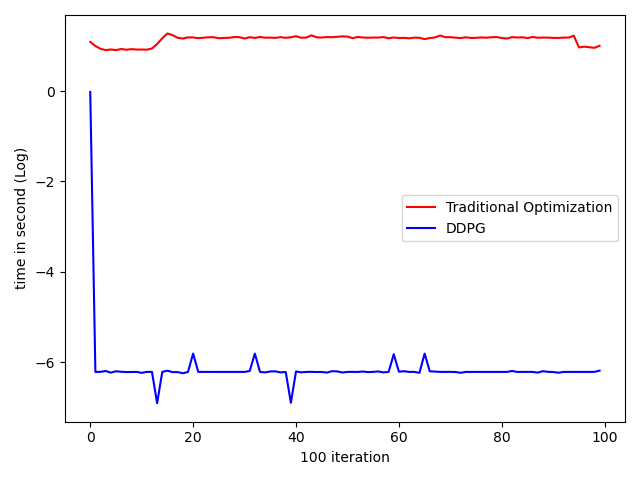 0
−2
−4
−6
time in second (Log)
Traditional Optimization
DDPG
0
20
40
60
80
100
100 iteration